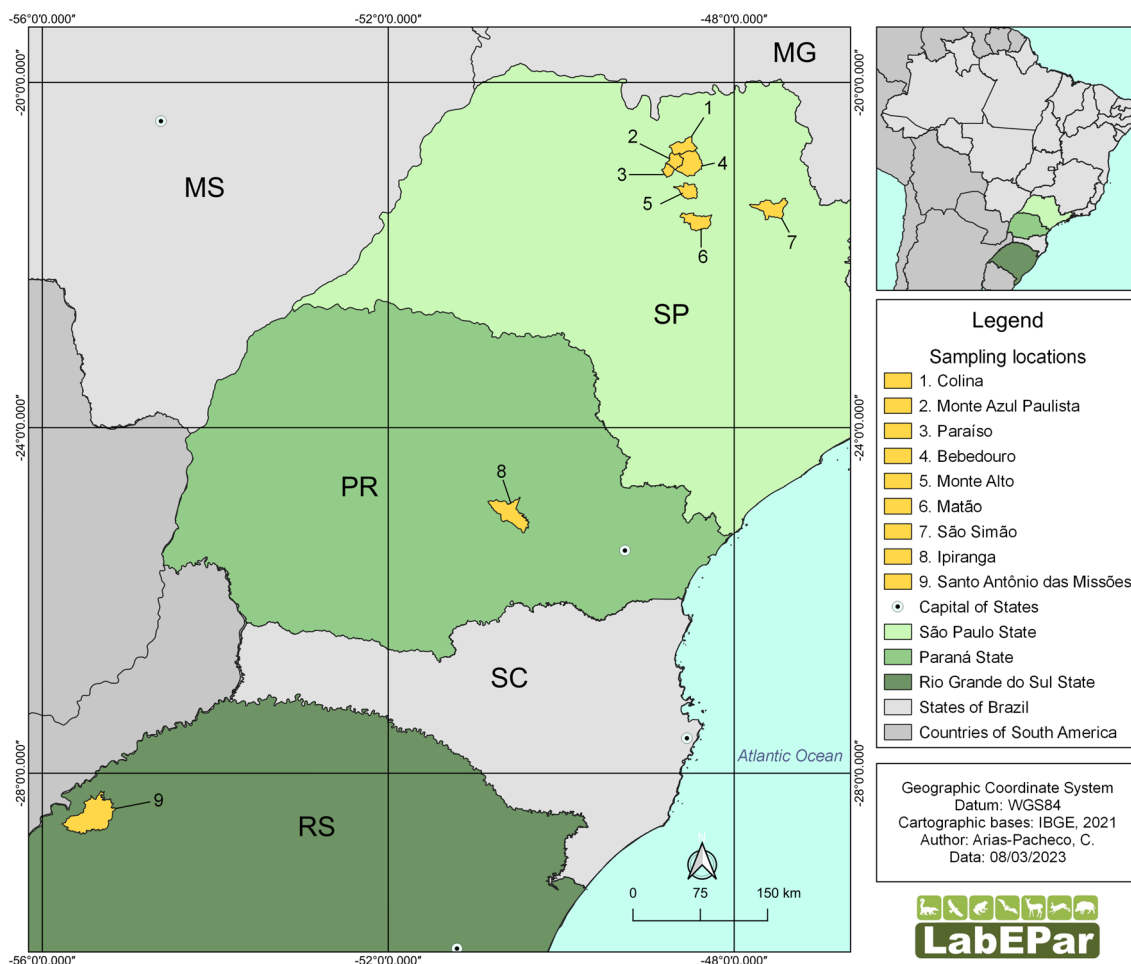 -56°0'0.000"
-52°0'0.000"
-48°0'0.000"
-20°0'0.000"
-20°0'0.000"
MG
MS
1
2
3
4
5
6
7
SP
-24°0'0.000"
-24°0'0.000"
PR
8
SC
Atlantic Ocean
-28°0'0.000"
-28°0'0.000"
9
RS
N
0 75 150 km
-56°0'0.000"
-52°0'0.000"
-48°0'0.000"
Legend
Sampling locations
1. Colina
2. Monte Azul Paulista
3. Paraíso
4. Bebedouro
5. Monte Alto
6. Matão
7. São Simão
8. Ipiranga
9. Santo Antônio das Missões
Capital of States
São Paulo State
Paraná State
Rio Grande do Sul State
States of Brazil
Countries of South America
Geographic Coordinate System
Datum: WGS84
Cartographic bases: IBGE, 2021
Author: Arias-Pacheco, C.
Data: 08/03/2023
LabEPar